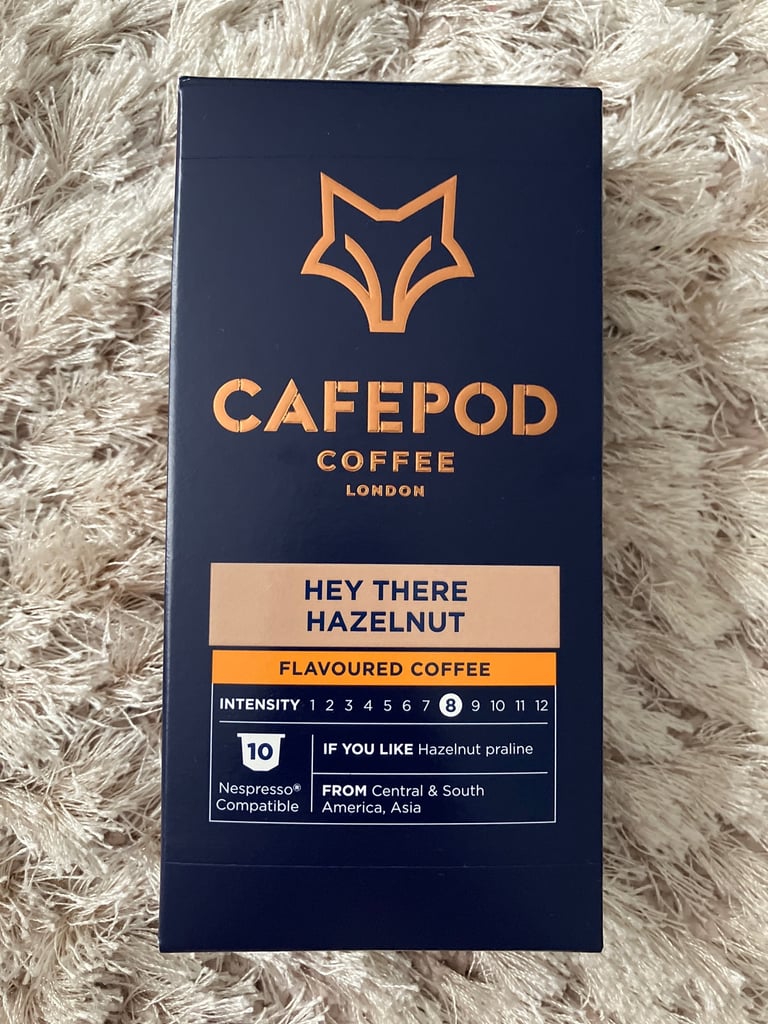 CAFEPOD
COFFEE
LONDON
HEY THERE
HAZELNUT
FLAVOURED COFFEE
INTENSITY 1 2 3 4 5 6 7 8 9 10 11 12
10
Nespresso®
Compatible
IF YOU LIKE Hazelnut praline
FROM Central & South
America, Asia